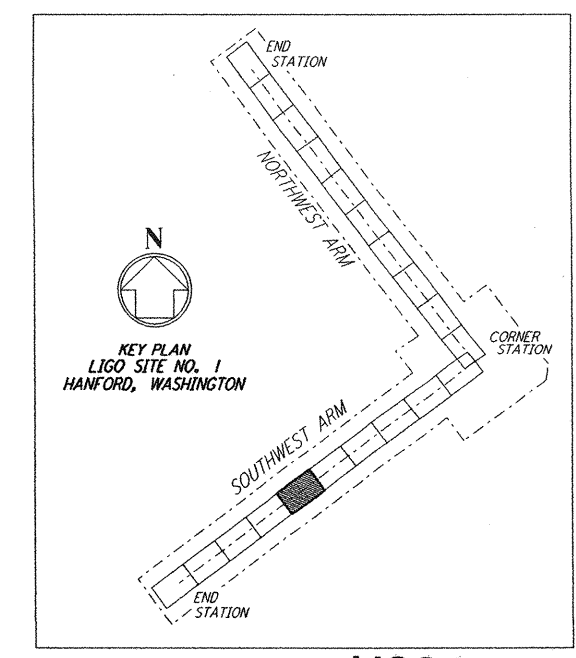 END
STATION
NORTHWEST ARM
N
KEY PLAN
LIGO SITE NO. 1
HANFORD, WASHINGTON
CORNER
STATION
SOUTHWEST ARM
END
STATION